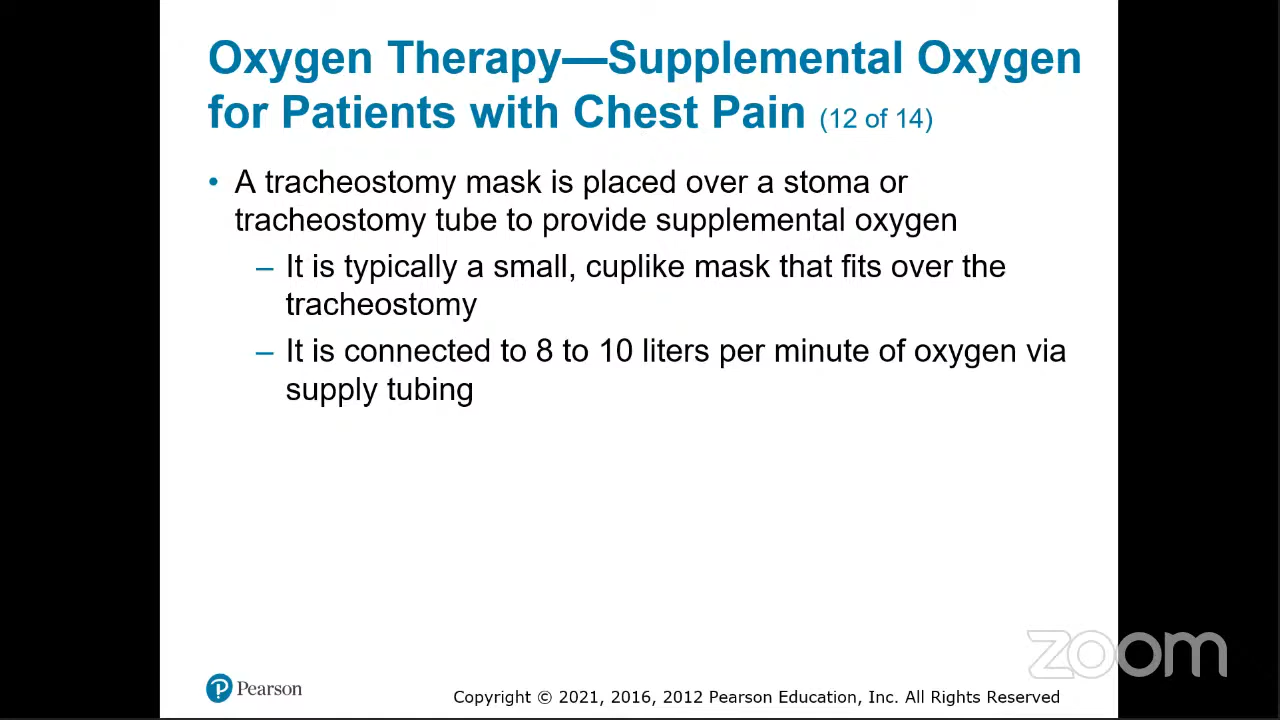 Oxygen Therapy—Supplemental Oxygen
for Patients with Chest Pain (12 of 14)
• A tracheostomy mask is placed over a stoma or
tracheostomy tube to provide supplemental oxygen
– It is typically a small, cuplike mask that fits over the
tracheostomy
– It is connected to 8 to 10 liters per minute of oxygen via
supply tubing
zoom
Pearson
Copyright © 2021, 2016, 2012 Pearson Education, Inc. All Rights Reserved